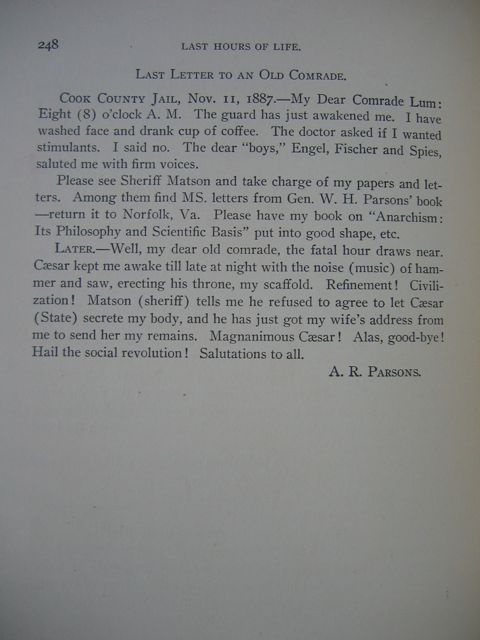 248 LAST HOURS OF LIFE.
LAST LETTER TO AN OLD COMRADE.
COOK COUNTY JAIL, NOV. 11, 1887.—My Dear Comrade Lum:
Eight (8) o'clock A. M. The guard has just awakened me. I have
washed face and drank cup of coffee. The doctor asked if I wanted
stimulants. I said no. The dear "boys," Engel, Fischer and Spies,
saluted me with firm voices.
Please see Sheriff Matson and take charge of my papers and let-
ters. Among them find MS. letters from Gen. W. H. Parsons' book
—return it to Norfolk, Va. Please have my book on "Anarchism:
Its Philosophy and Scientific Basis" put into good shape, etc.
LATER.—Well, my dear old comrade, the fatal hour draws near.
Cæsar kept me awake till late at night with the noise (music) of ham-
mer and saw, erecting his throne, my scaffold. Refinement! Civili-
zation! Matson (sheriff) tells me he refused to agree to let Cæsar
(State) secrete my body, and he has just got my wife's address from
me to send her my remains. Magnanimous Cæsar! Alas, good-bye!
Hail the social revolution! Salutations to all.
A. R. PARSONS.